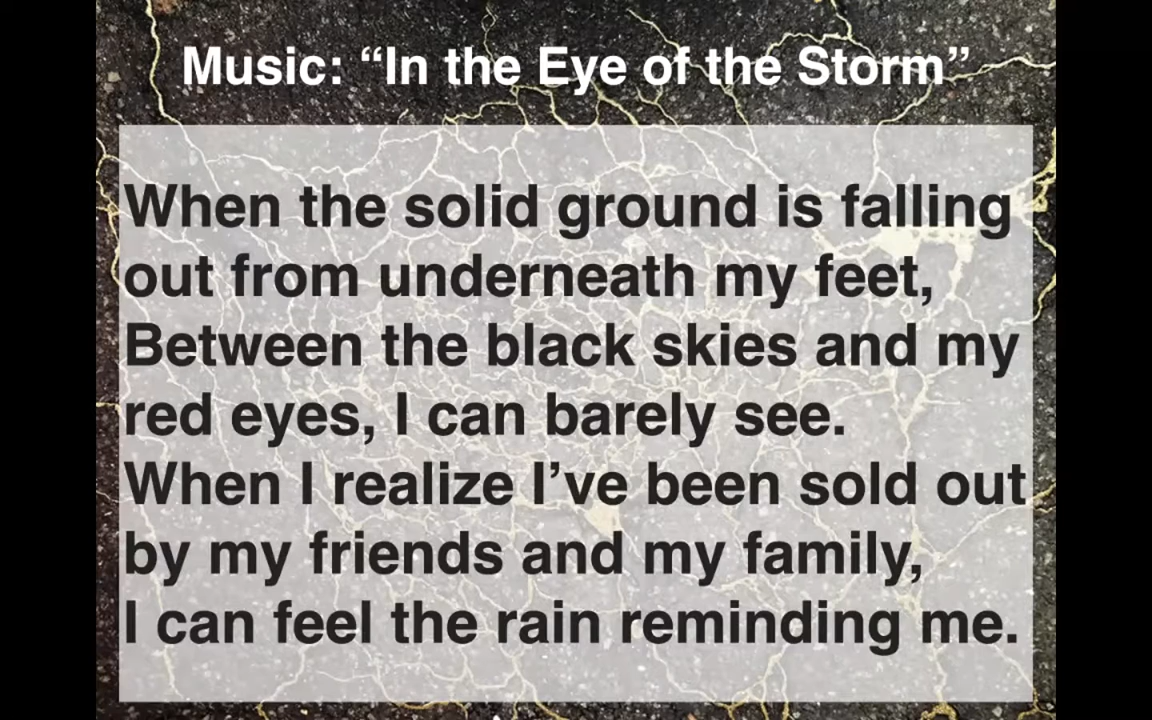 Music: “In the Eye of the Storm”
When the solid ground is falling
out from underneath my feet,
Between the black skies and my
red eyes, I can barely see.
When I realize I’ve been sold out
by my friends and my family,
I can feel the rain reminding me.